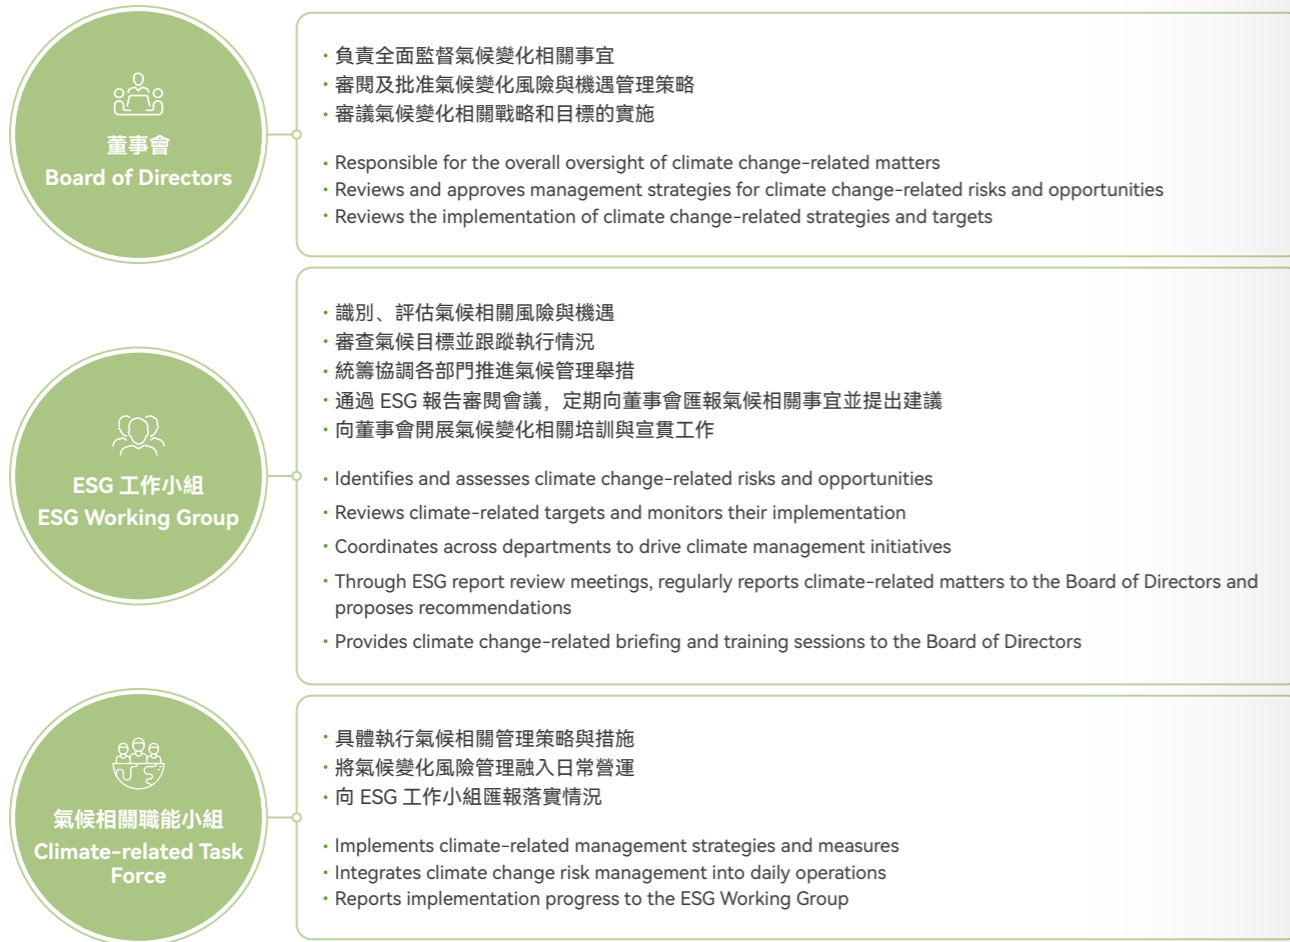 董事會
Board of Directors
・負責全面監督氣候變化相關事宜
・審閱及批准氣候變化風險與機遇管理策略
・審議氣候變化相關戰略和目標的實施
・Responsible for the overall oversight of climate change-related matters
・Reviews and approves management strategies for climate change-related risks and opportunities
・Reviews the implementation of climate change-related strategies and targets
ESG 工作小組
ESG Working Group
・識別、評估氣候相關風險與機遇
・審查氣候目標並跟蹤執行情況
・統籌協調各部門推進氣候管理舉措
・通過 ESG 報告審閱會議，定期向董事會匯報氣候相關事宜並提出建議
・向董事會開展氣候變化相關培訓與宣貫工作
・Identifies and assesses climate change-related risks and opportunities
・Reviews climate-related targets and monitors their implementation
・Coordinates across departments to drive climate management initiatives
・Through ESG report review meetings, regularly reports climate-related matters to the Board of Directors and
proposes recommendations
・Provides climate change-related briefing and training sessions to the Board of Directors
氣候相關職能小組
Climate-related Task
Force
・具體執行氣候相關管理策略與措施
・將氣候變化風險管理融入日常營運
・向 ESG 工作小組匯報落實情況
・Implements climate-related management strategies and measures
・Integrates climate change risk management into daily operations
・Reports implementation progress to the ESG Working Group